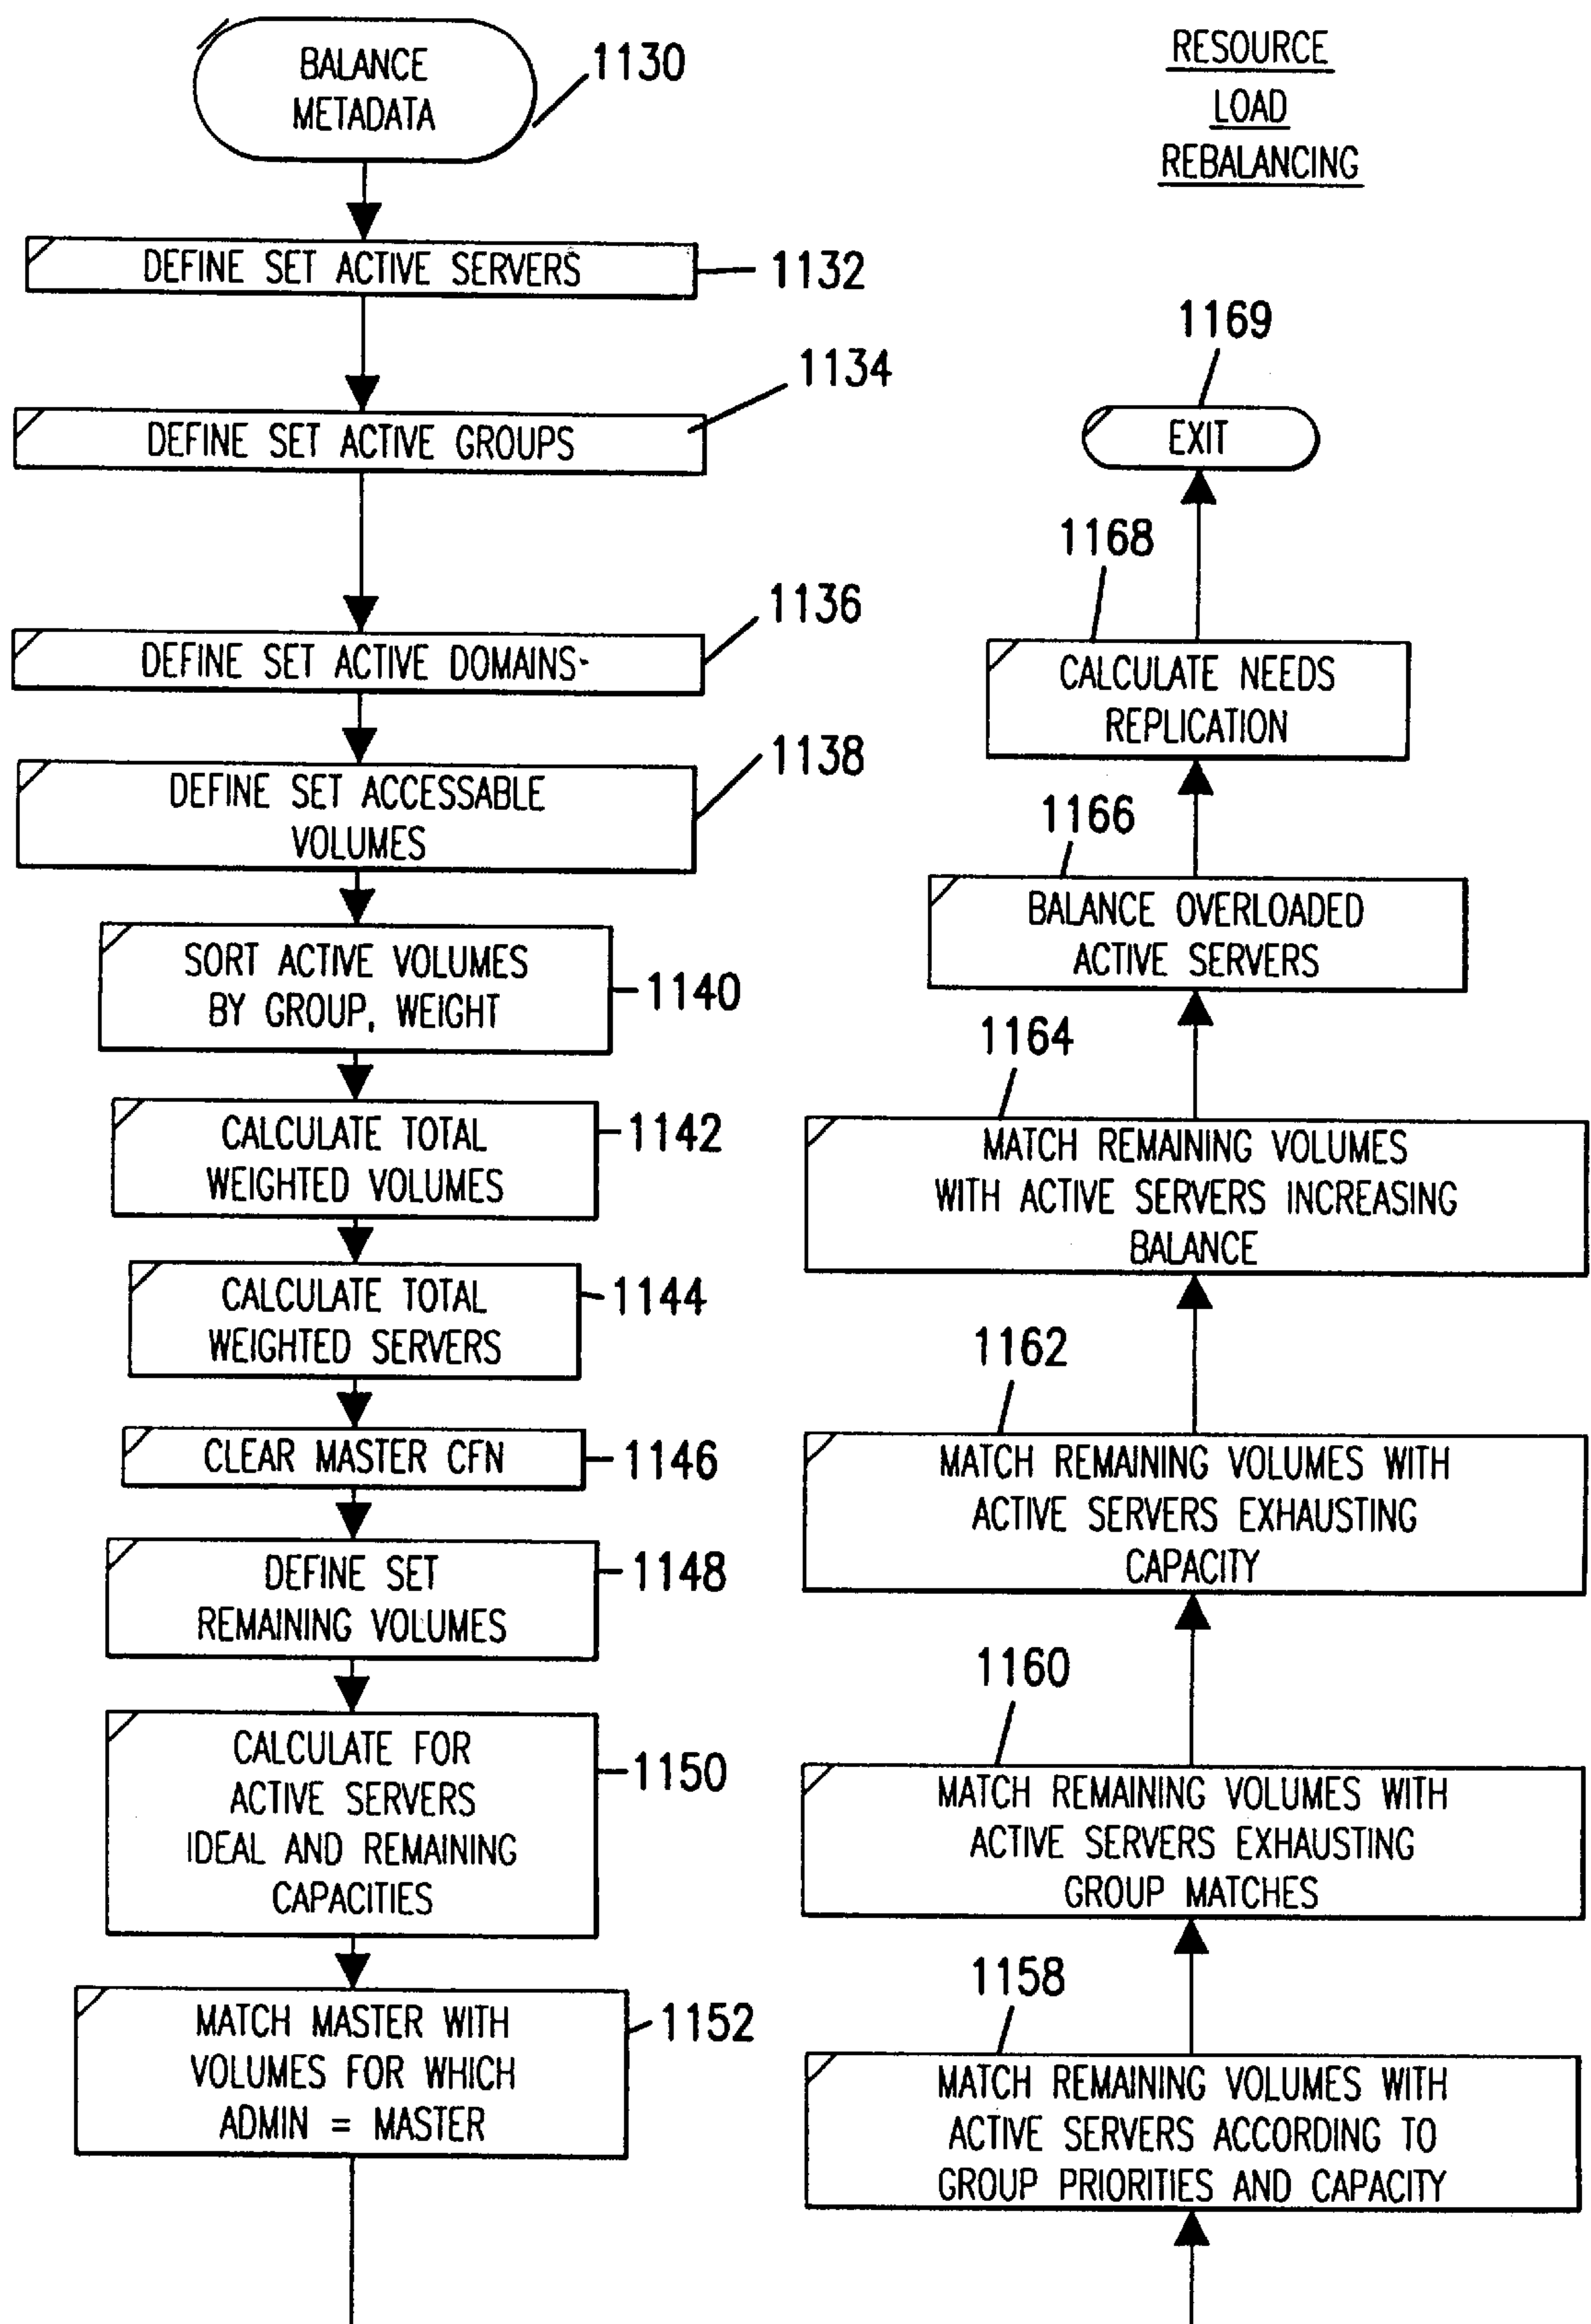 BALANCE
METADATA
1130
DEFINE SET ACTIVE SERVERS
1132
DEFINE SET ACTIVE GROUPS
1134
DEFINE SET ACTIVE DOMAINS-
1136
DEFINE SET ACCESSABLE
VOLUMES
1138
SORT ACTIVE VOLUMES
BY GROUP, WEIGHT
1140
CALCULATE TOTAL
WEIGHTED VOLUMES
1142
CALCULATE TOTAL
WEIGHTED SERVERS
1144
CLEAR MASTER CFN
1146
DEFINE SET
REMAINING VOLUMES
1148
CALCULATE FOR
ACTIVE SERVERS
IDEAL AND REMAINING
CAPACITIES
1150
MATCH MASTER WITH
VOLUMES FOR WHICH
ADMIN = MASTER
1152
RESOURCE
LOAD
REBALANCING
1169
EXIT
1168
CALCULATE NEEDS
REPLICATION
1166
BALANCE OVERLOADED
ACTIVE SERVERS
1164
MATCH REMAINING VOLUMES
WITH ACTIVE SERVERS INCREASING
BALANCE
1162
MATCH REMAINING VOLUMES WITH
ACTIVE SERVERS EXHAUSTING
CAPACITY
1160
MATCH REMAINING VOLUMES WITH
ACTIVE SERVERS EXHAUSTING
GROUP MATCHES
1158
MATCH REMAINING VOLUMES WITH
ACTIVE SERVERS ACCORDING TO
GROUP PRIORITIES AND CAPACITY